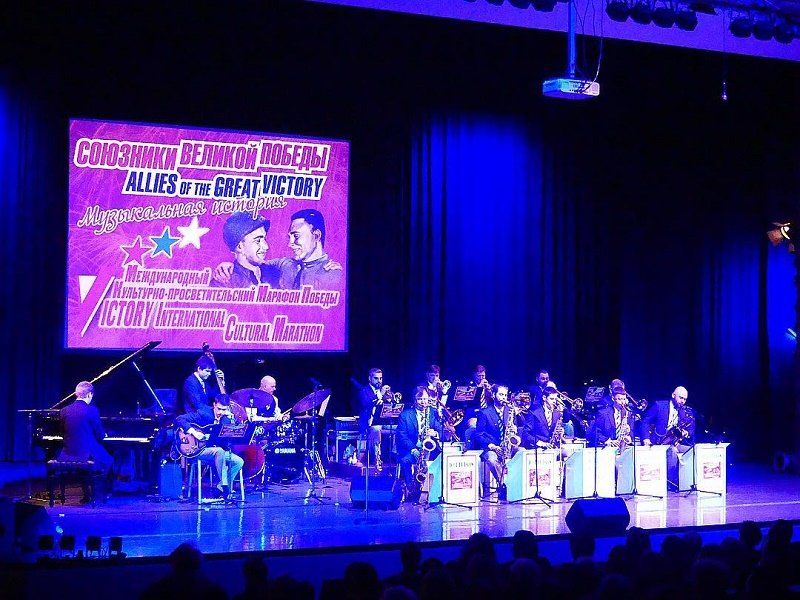 СОЮЗНИКИ ВЕЛИКОЙ ПОБЕДЫ
ALLIES OF THE GREAT VICTORY
Музыкальная история
МЕЖДУНАРОДНЫЙ
КУЛЬТУРНО-ПРОСВЕТИТЕЛЬСКИЙ МАРАФОН ПОБЕДЫ
VICTORY INTERNATIONAL CULTURAL MARATHON
YAMAHA